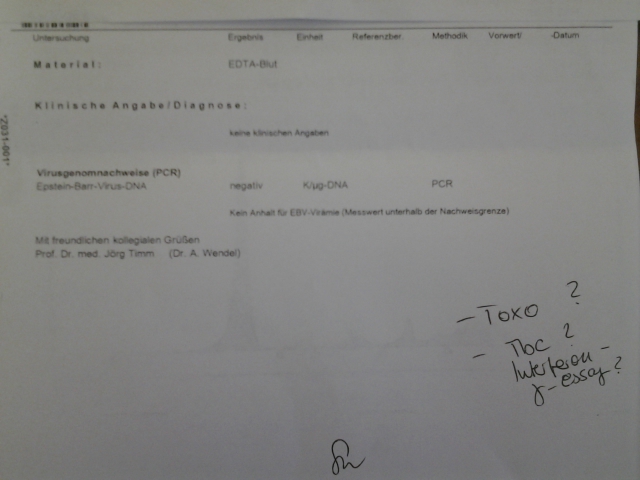 Untersuchung Ergebnis Einheit Referenzber. Methodik Vorwert/ -Datum
Material: EDTA-Blut
Klinische Angabe/Diagnose:
keine klinischen Angaben
Virusgenomnachweise (PCR)
Epstein-Barr-Virus-DNA negativ K/µg-DNA PCR
Kein Anhalt für EBV-Virämie (Messwert unterhalb der Nachweisgrenze)
Mit freundlichen kollegialen Grüßen
Prof. Dr. med. Jörg Timm (Dr. A. Wendel)
- Toxo ?
- Tbc ?
Interferon -
γ-essay?
*Z031-001*